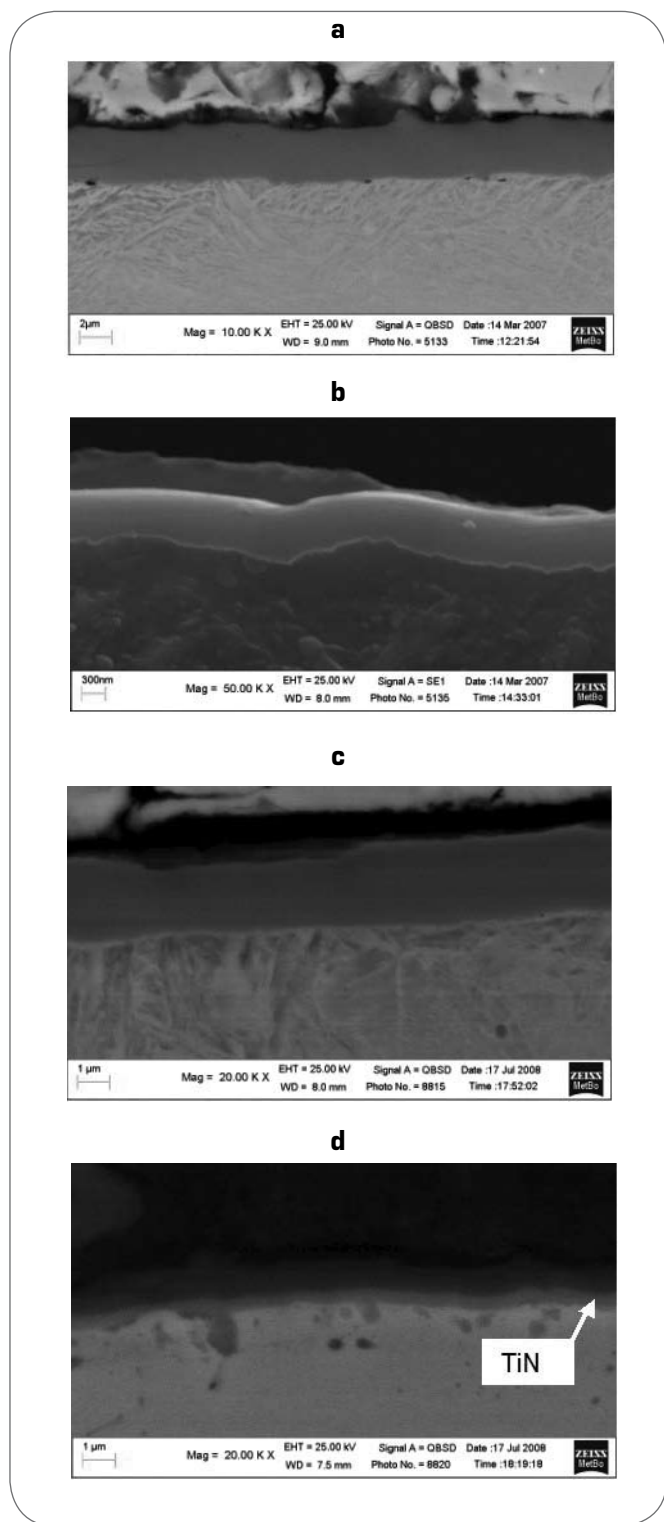 a
2µm
Mag = 10.00 K X
EHT = 25.00 kV
WD = 9.0 mm
Signal A = QBSD
Photo No. = 5133
Date :14 Mar 2007
Time :12:21:54
ZEISS
MetBo
b
300nm
Mag = 50.00 K X
EHT = 25.00 kV
WD = 8.0 mm
Signal A = SE1
Photo No. = 5135
Date :14 Mar 2007
Time :14:33:01
ZEISS
MetBo
c
1 µm
Mag = 20.00 K X
EHT = 25.00 kV
WD = 8.0 mm
Signal A = QBSD
Photo No. = 8815
Date :17 Jul 2008
Time :17:52:02
ZEISS
MetBo
d
TiN
1 µm
Mag = 20.00 K X
EHT = 25.00 kV
WD = 7.5 mm
Signal A = QBSD
Photo No. = 8820
Date :17 Jul 2008
Time :18:19:18
ZEISS
MetBo